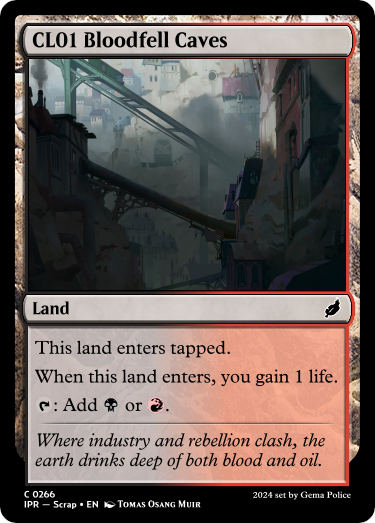 CL01 Bloodfell Caves
Land
This land enters tapped.
When this land enters, you gain 1 life.
: Add or .
Where industry and rebellion clash, the
earth drinks deep of both blood and oil.
C 0266
IPR — Scrap • EN Tomas Osang Muir
2024 set by Gema Police